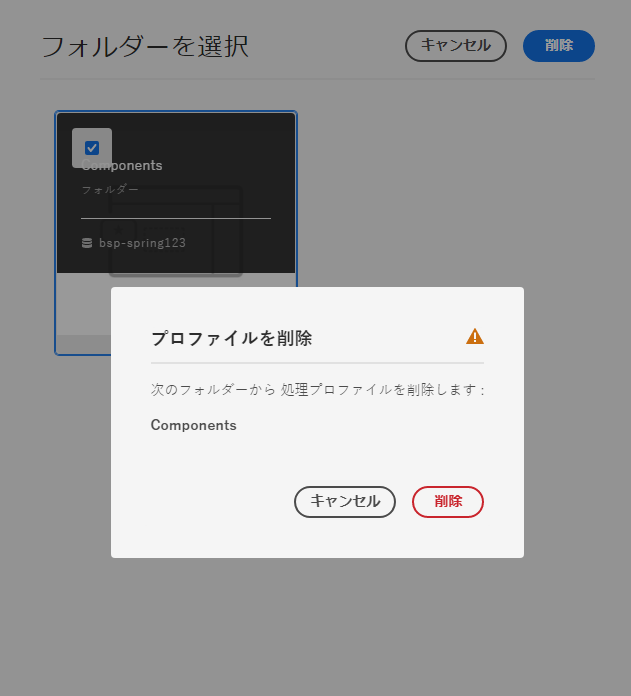 フォルダーを選択
キャンセル
削除
Components
フォルダー
bsp-spring123
プロファイルを削除
次のフォルダーから 処理プロファイルを削除します :
Components
キャンセル
削除